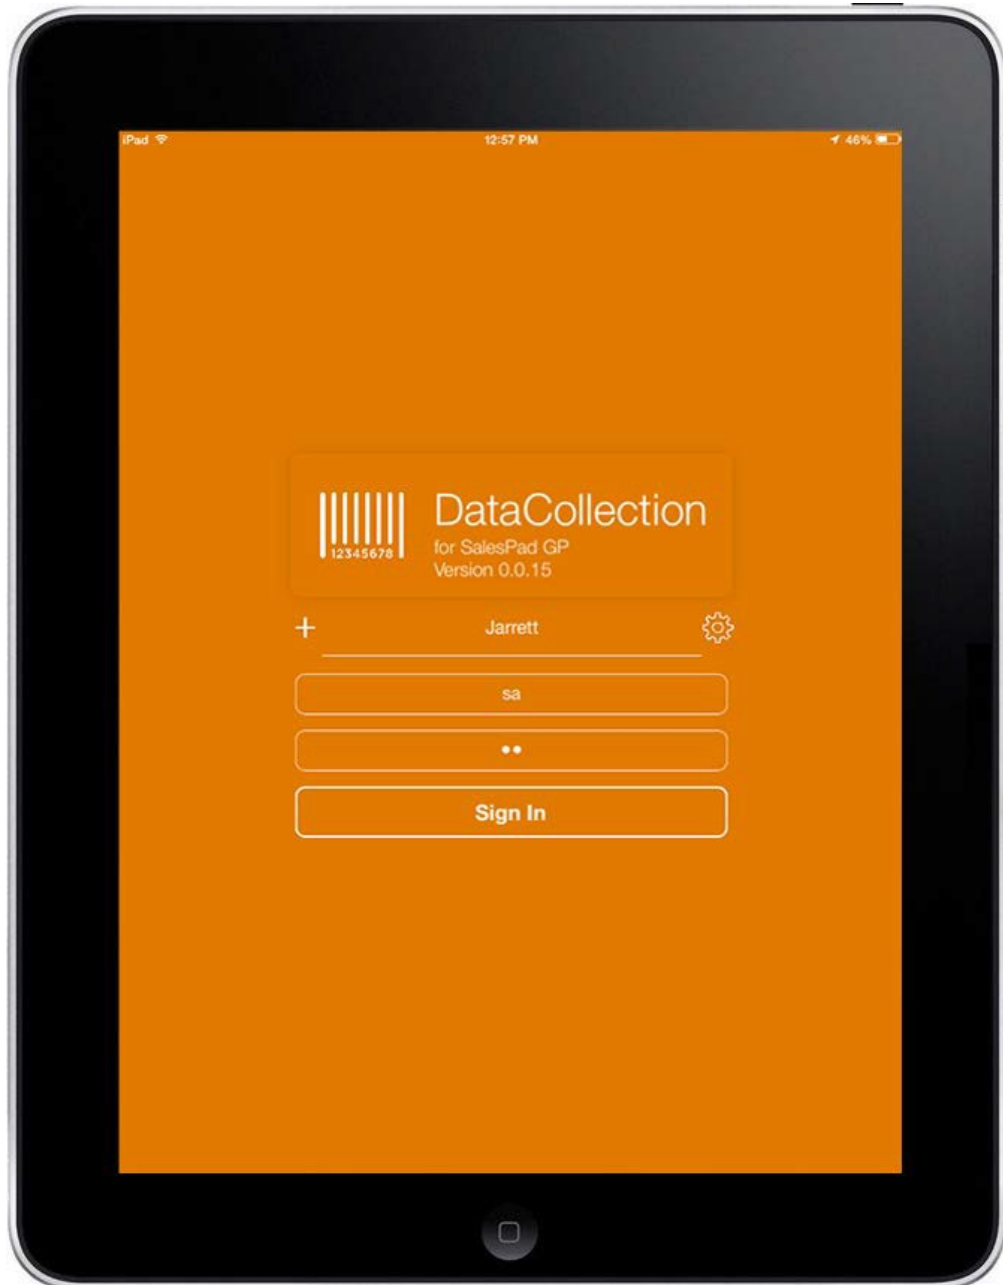 iPad 12:57 PM 46%
DataCollection
12345678
for SalesPad GP
Version 0.0.15
Jarrett
sa
••
Sign In